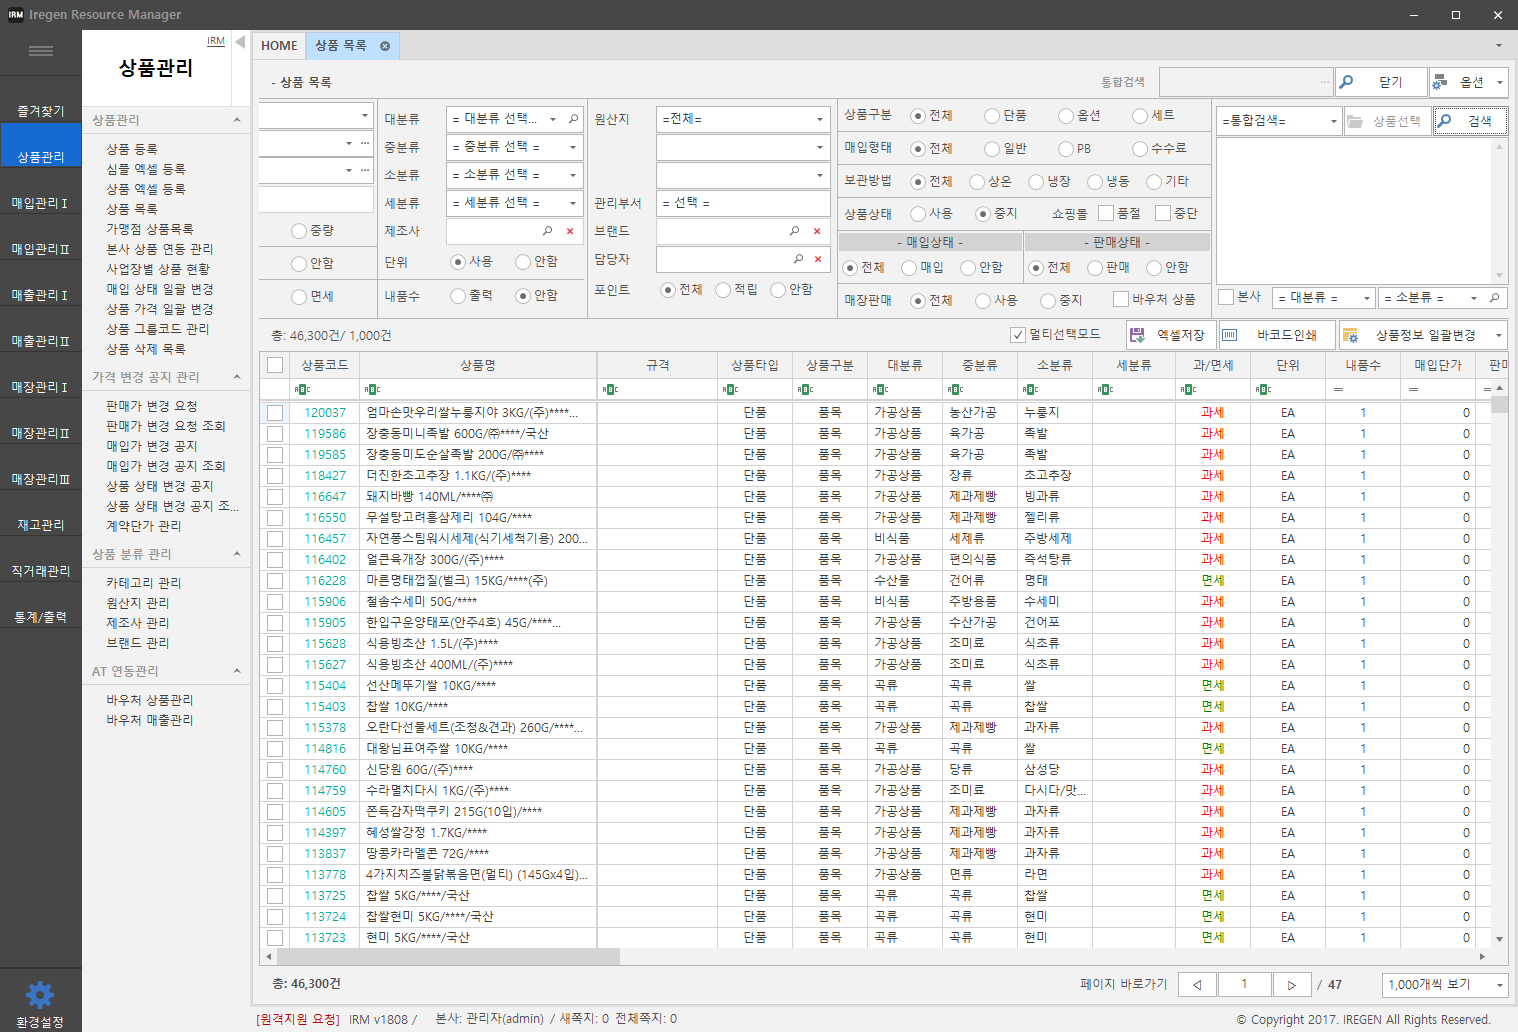 IRM Iregen Resource Manager
즐겨찾기
상품관리
매입관리 I
매입관리 II
매출관리 I
매출관리 II
매장관리 I
매장관리 II
매장관리 III
재고관리
직거래관리
통계/출력
환경설정
IRM
상품관리
상품관리
상품 등록
심플 엑셀 등록
상품 엑셀 등록
상품 목록
가맹점 상품목록
본사 상품 연동 관리
사업장별 상품 현황
매입 상태 일괄 변경
상품 가격 일괄 변경
상품 그룹코드 관리
상품 삭제 목록
가격 변경 공지 관리
판매가 변경 요청
판매가 변경 요청 조회
매입가 변경 공지
매입가 변경 공지 조회
상품 상태 변경 공지
상품 상태 변경 공지 조...
계약단가 관리
상품 분류 관리
카테고리 관리
원산지 관리
제조사 관리
브랜드 관리
AT 연동관리
바우처 상품관리
바우처 매출관리
HOME 상품 목록
- 상품 목록 통합검색 ... 닫기 옵션
중량
안함
면세
대분류 = 대분류 선택...
중분류 = 중분류 선택 =
소분류 = 소분류 선택 =
세분류 = 세분류 선택 =
제조사
단위 사용 안함
내품수 출력 안함
원산지 =전체=
관리부서 = 선택 =
브랜드
담당자
포인트 전체 적립 안함
상품구분 전체 단품 옵션 세트
매입형태 전체 일반 PB 수수료
보관방법 전체 상온 냉장 냉동 기타
상품상태 사용 중지 쇼핑몰 품절 중단
- 매입상태 - - 판매상태 -
전체 매입 안함 전체 판매 안함
매장판매 전체 사용 중지 바우처 상품
=통합검색= 상품선택 검색
본사 = 대분류 = = 소분류 =
총: 46,300건/ 1,000건 멀티선택모드 엑셀저장 바코드인쇄 상품정보 일괄변경
상품코드 상품명 규격 상품타입 상품구분 대분류 중분류 소분류 세분류 과/면세 단위 내품수 매입단가
ABC ABC ABC ABC ABC ABC ABC ABC ABC ABC ABC = =
120037 엄마손맛우리쌀누룽지야 3KG/(주)****... 단품 품목 가공상품 농산가공 누룽지 과세 EA 1 0
119586 장충동미니족발 600G/㈜****/국산 단품 품목 가공상품 육가공 족발 과세 EA 1 0
119585 장충동미도순살족발 200G/㈜**** 단품 품목 가공상품 육가공 족발 과세 EA 1 0
118427 더진한초고추장 1.1KG/(주)**** 단품 품목 가공상품 장류 초고추장 과세 EA 1 0
116647 돼지바빵 140ML/****㈜ 단품 품목 가공상품 제과제빵 빙과류 과세 EA 1 0
116550 무설탕고려홍삼제리 104G/**** 단품 품목 가공상품 제과제빵 젤리류 과세 EA 1 0
116457 자연퐁스팀워시세제(식기세척기용) 200... 단품 품목 비식품 세제류 주방세제 과세 EA 1 0
116402 얼큰육개장 300G/(주)**** 단품 품목 가공상품 편의식품 즉석탕류 과세 EA 1 0
116228 마른명태껍질(벌크) 15KG/****(주) 단품 품목 수산물 건어류 명태 면세 EA 1 0
115906 철솜수세미 50G/**** 단품 품목 비식품 주방용품 수세미 과세 EA 1 0
115905 한입구운양태포(안주4호) 45G/****... 단품 품목 가공상품 수산가공 건어포 과세 EA 1 0
115628 식용빙초산 1.5L/(주)**** 단품 품목 가공상품 조미료 식초류 과세 EA 1 0
115627 식용빙초산 400ML/(주)**** 단품 품목 가공상품 조미료 식초류 과세 EA 1 0
115404 선산메뚜기쌀 10KG/**** 단품 품목 곡류 곡류 쌀 면세 EA 1 0
115403 찹쌀 10KG/**** 단품 품목 곡류 곡류 찹쌀 면세 EA 1 0
115378 오란다선물세트(조청&견과) 260G/****... 단품 품목 가공상품 제과제빵 과자류 과세 EA 1 0
114816 대왕님표여주쌀 10KG/**** 단품 품목 곡류 곡류 쌀 면세 EA 1 0
114760 신당원 60G/(주)**** 단품 품목 가공상품 당류 삼성당 과세 EA 1 0
114759 수라멸치다시 1KG/(주)**** 단품 품목 가공상품 조미료 다시다/맛... 과세 EA 1 0
114605 쫀득감자떡쿠키 215G(10입)/**** 단품 품목 가공상품 제과제빵 과자류 과세 EA 1 0
114397 혜성쌀강정 1.7KG/**** 단품 품목 가공상품 제과제빵 과자류 과세 EA 1 0
113837 땅콩카라멜콘 72G/**** 단품 품목 가공상품 제과제빵 과자류 과세 EA 1 0
113778 4가지치즈불닭볶음면(멀티) (145Gx4입)... 단품 품목 가공상품 면류 라면 과세 EA 1 0
113725 찹쌀 5KG/****/국산 단품 품목 곡류 곡류 찹쌀 면세 EA 1 0
113724 찹쌀현미 5KG/****/국산 단품 품목 곡류 곡류 현미 면세 EA 1 0
113723 현미 5KG/****/국산 단품 품목 곡류 곡류 현미 면세 EA 1 0
총: 46,300건 페이지 바로가기 1 / 47 1,000개씩 보기
[원격지원 요청] IRM v1808 / 본사: 관리자(admin) / 새쪽지: 0 전체쪽지: 0 © Copyright 2017. IREGEN All Rights Reserved.